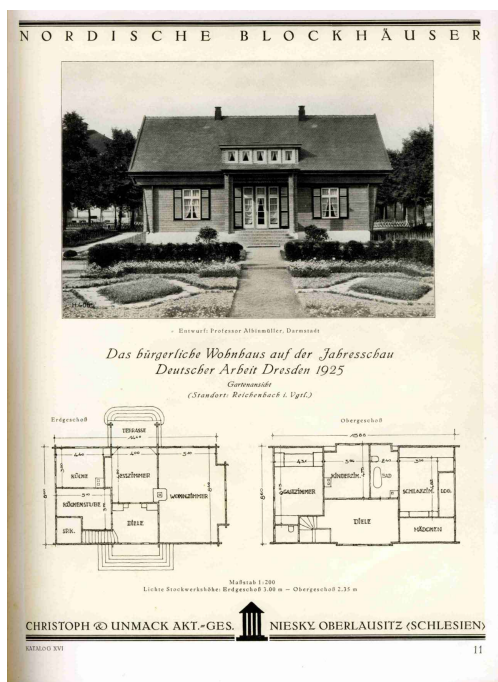 NORDISCHE BLOCKHÄUSER
Entwurf: Professor Albinmüller, Darmstadt
Das bürgerliche Wohnhaus auf der Jahresschau
Deutscher Arbeit Dresden 1925
Gartenansicht
(Standort: Reichenbach i. Vgtl.)
Erdgeschoß
TERRASSE
KÜCHE
ESSZIMMER
WOHNZIMMER
KÜCHENSTUBE
SRK.
DIELE
Obergeschoß
KINDERZIM.
BAD
SCHLAFZIM.
DIELE
MÄDCHEN
Maßstab 1:200
Lichte Stockwerkshöhe: Erdgeschoß 3.00 m – Obergeschoß 2.35 m
CHRISTOPH & UNMACK AKT.-GES. NIESKY OBERLAUSITZ (SCHLESIEN)
KATALOG XVI
11